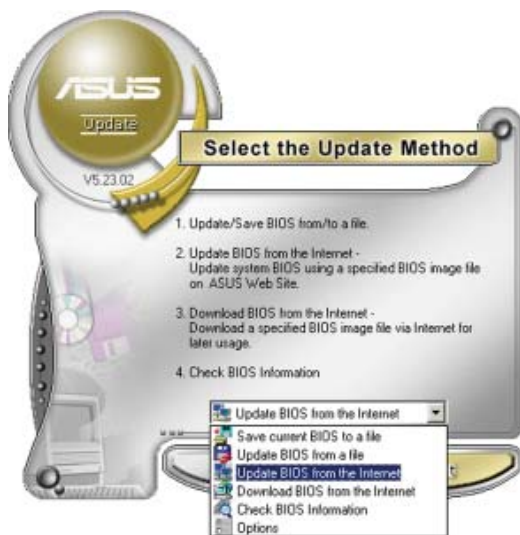 ASUS
Update
V5.23.02
Select the Update Method
1. Update/Save BIOS from/to a file.
2. Update BIOS from the Internet -
Update system BIOS using a specified BIOS image file
on ASUS Web Site.
3. Download BIOS from the Internet -
Download a specified BIOS image file via Internet for
later usage.
4. Check BIOS Information
Update BIOS from the Internet
Save current BIOS to a file
Update BIOS from a file
Update BIOS from the Internet
Download BIOS from the Internet
Check BIOS Information
Options